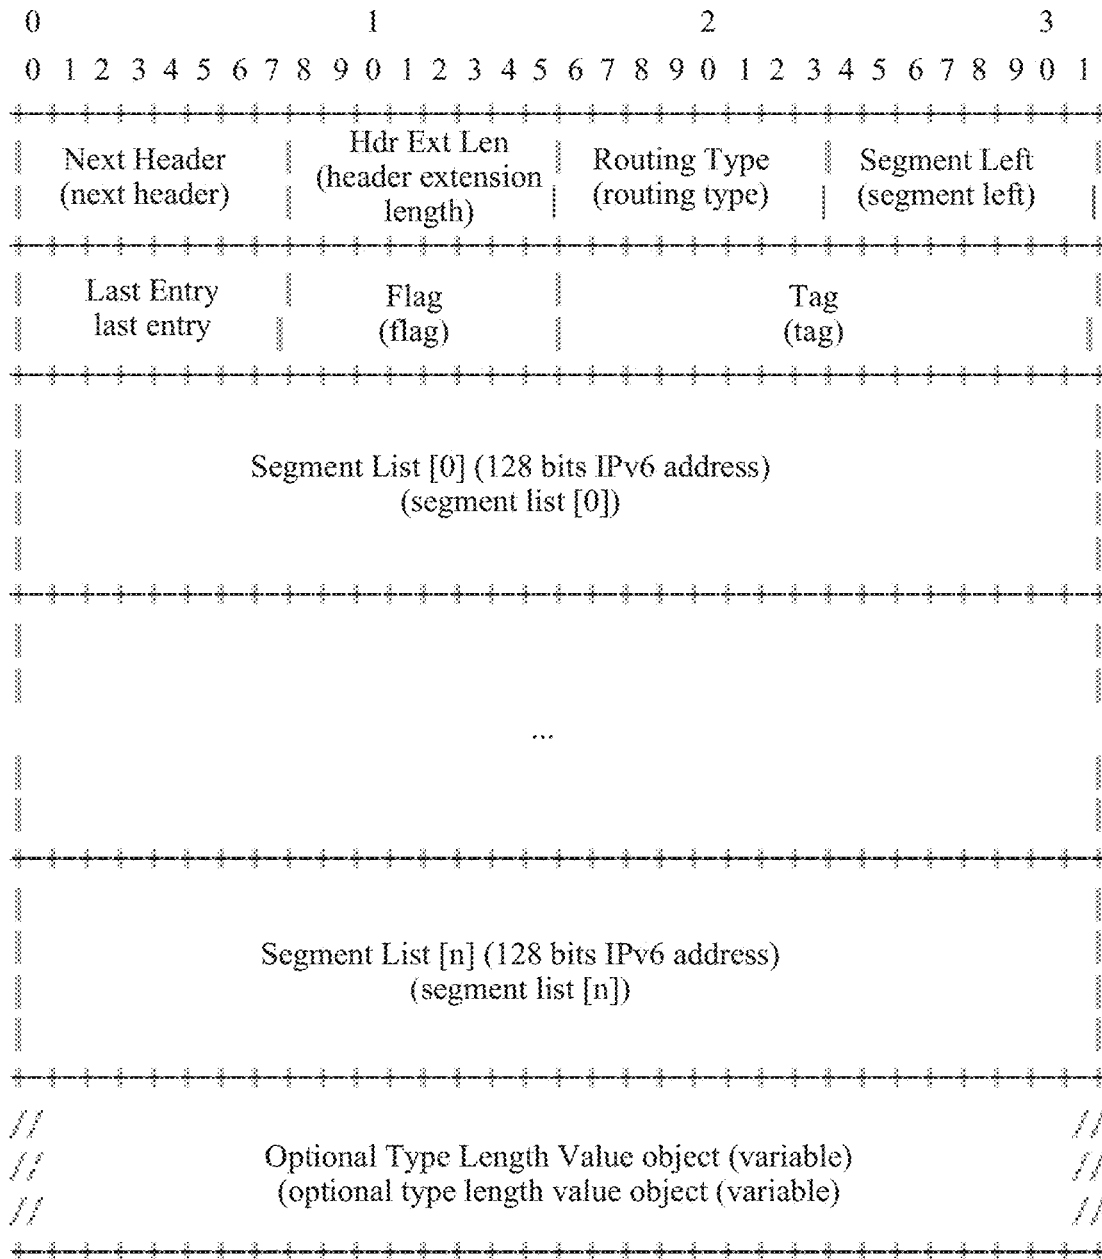 0 1 2 3
0 1 2 3 4 5 6 7 8 9 0 1 2 3 4 5 6 7 8 9 0 1 2 3 4 5 6 7 8 9 0 1
Next Header
(next header)
Hdr Ext Len
(header extension
length)
Routing Type
(routing type)
Segment Left
(segment left)
Last Entry
last entry
Flag
(flag)
Tag
(tag)
Segment List [0] (128 bits IPv6 address)
(segment list [0])
...
Segment List [n] (128 bits IPv6 address)
(segment list [n])
Optional Type Length Value object (variable)
(optional type length value object (variable)